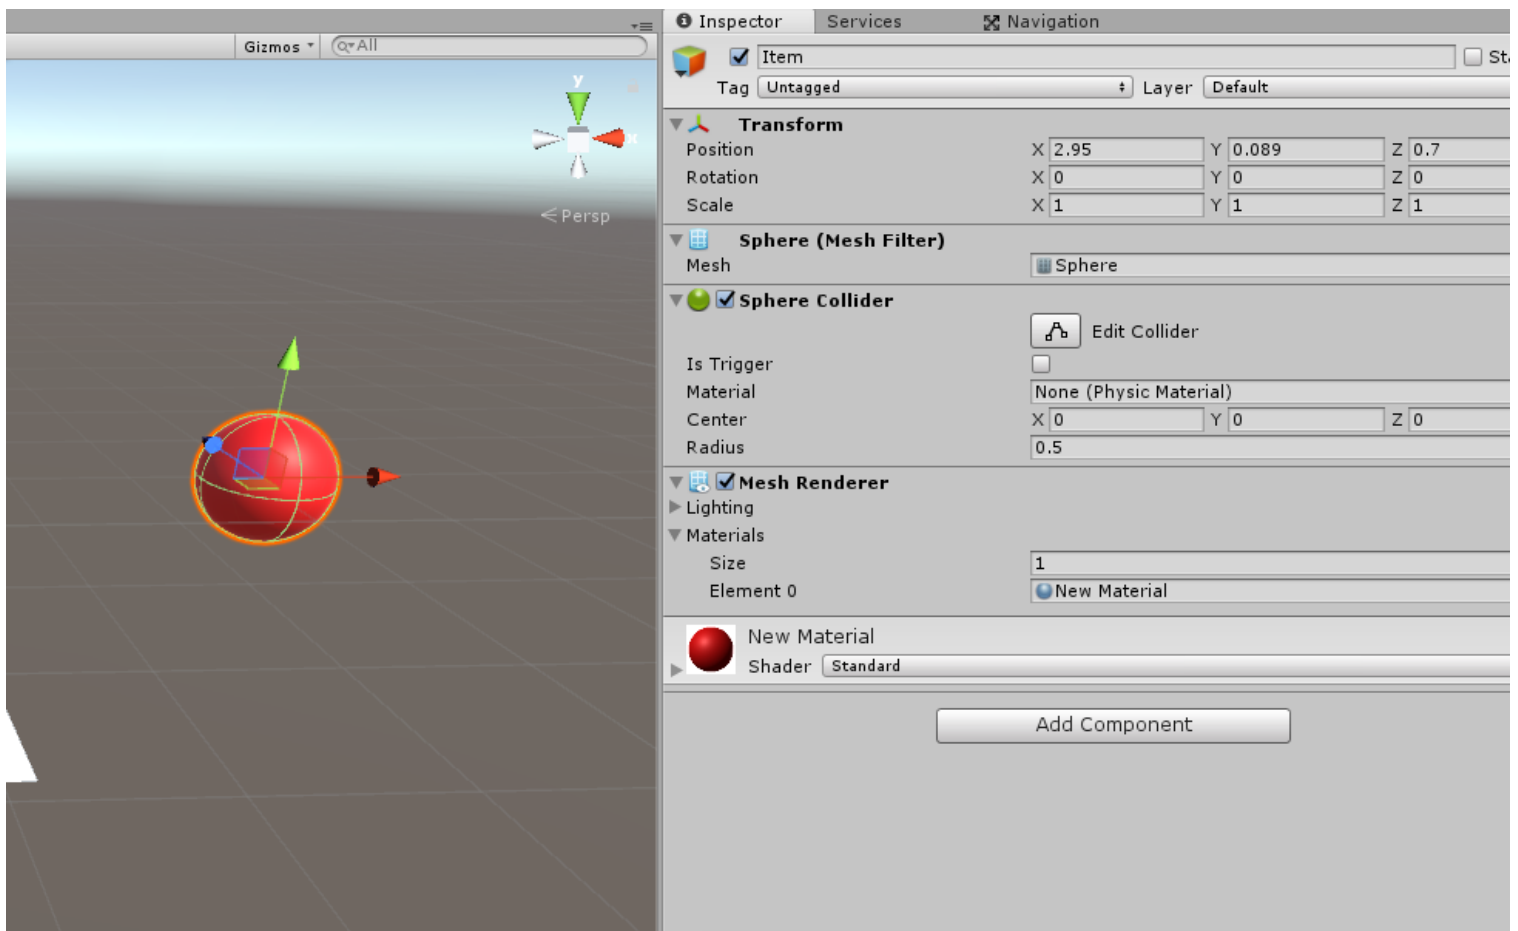 Inspector Services Navigation
Gizmos All
Item
Tag Untagged Layer Default
y
Persp
Transform
Position X 2.95 Y 0.089 Z 0.7
Rotation X 0 Y 0 Z 0
Scale X 1 Y 1 Z 1
Sphere (Mesh Filter)
Mesh Sphere
Sphere Collider
Edit Collider
Is Trigger
Material None (Physic Material)
Center X 0 Y 0 Z 0
Radius 0.5
Mesh Renderer
Lighting
Materials
Size 1
Element 0 New Material
New Material
Shader Standard
Add Component